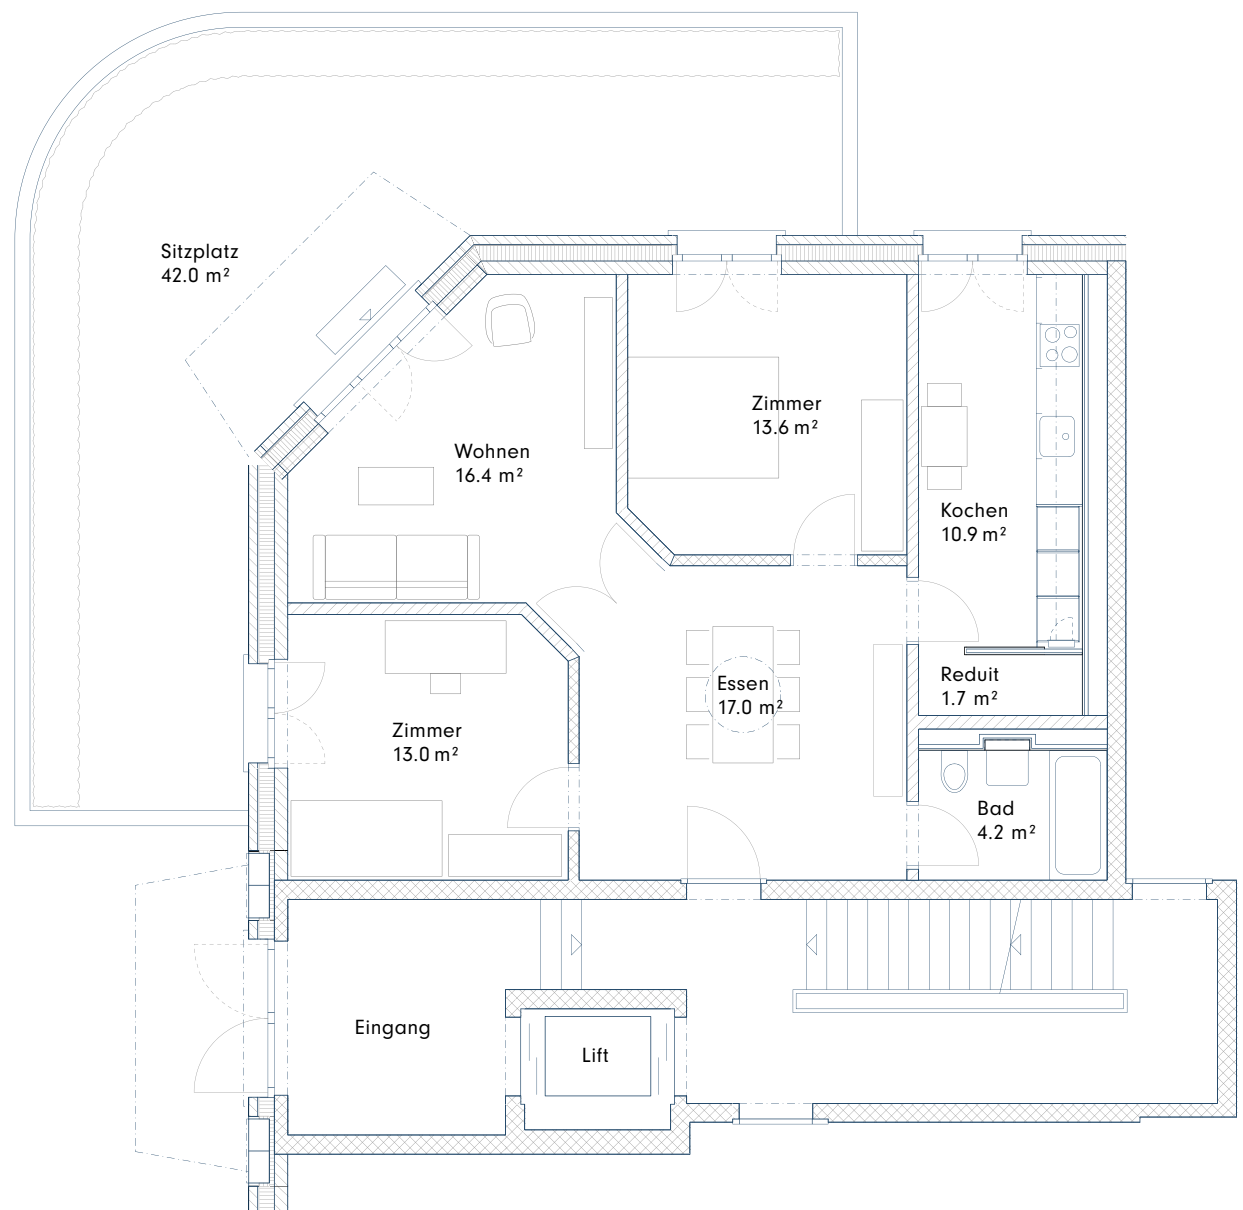 Sitzplatz
42.0 m²
Wohnen
16.4 m²
Zimmer
13.6 m²
Kochen
10.9 m²
Reduit
1.7 m²
Essen
17.0 m²
Zimmer
13.0 m²
Bad
4.2 m²
Eingang
Lift